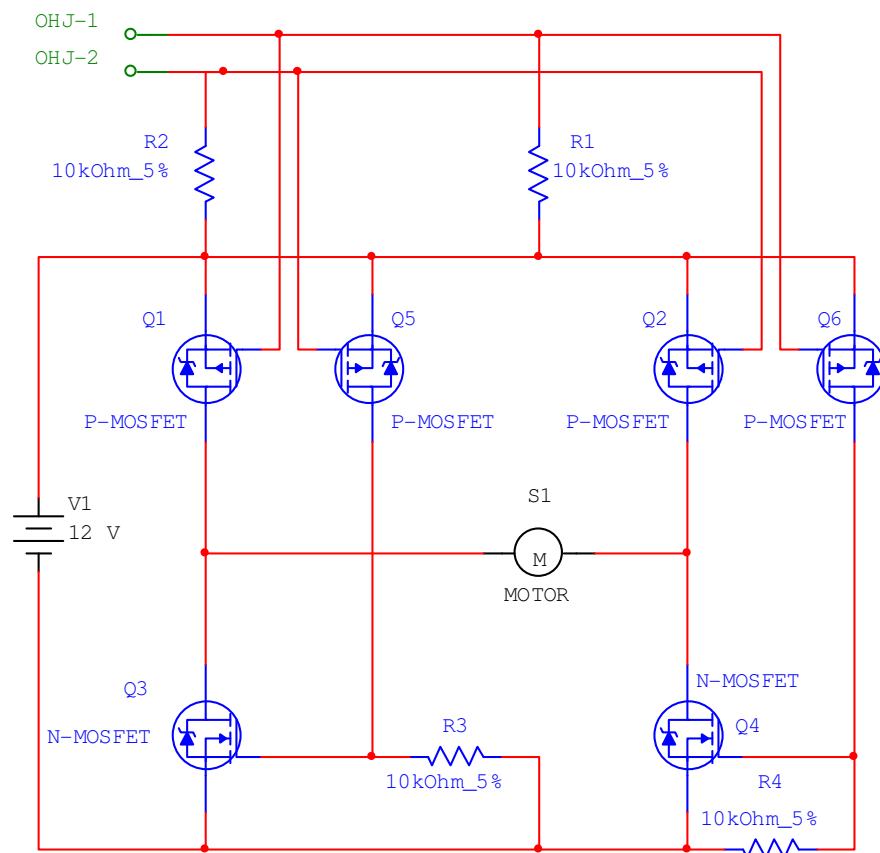 OHJ-1
OHJ-2
R2
10kOhm_5%
R1
10kOhm_5%
Q1
Q5
Q2
Q6
P-MOSFET
P-MOSFET
P-MOSFET
P-MOSFET
V1
12 V
S1
M
MOTOR
Q3
N-MOSFET
N-MOSFET
Q4
R3
10kOhm_5%
R4
10kOhm_5%